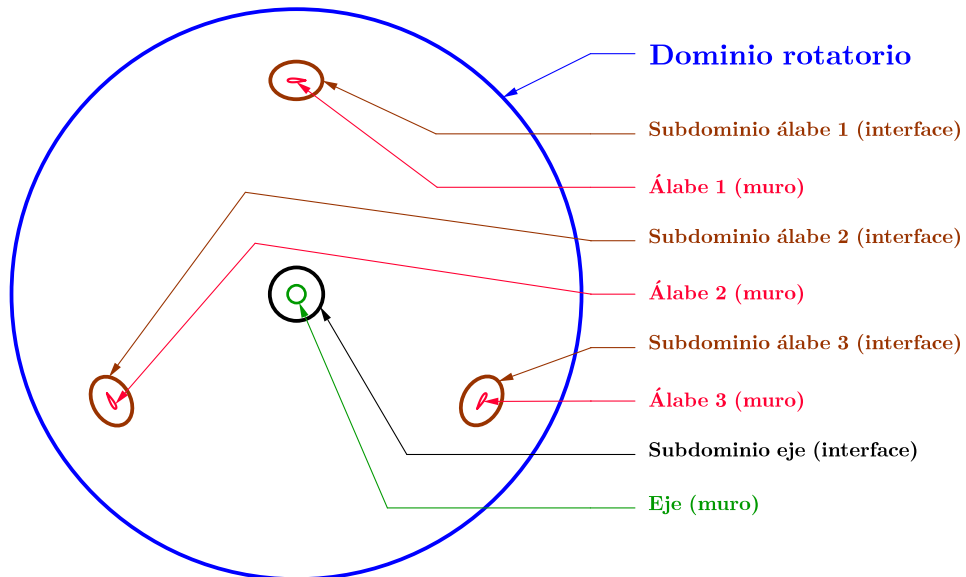 Dominio rotatorio
Subdominio álabe 1 (interface)
Álabe 1 (muro)
Subdominio álabe 2 (interface)
Álabe 2 (muro)
Subdominio álabe 3 (interface)
Álabe 3 (muro)
Subdominio eje (interface)
Eje (muro)